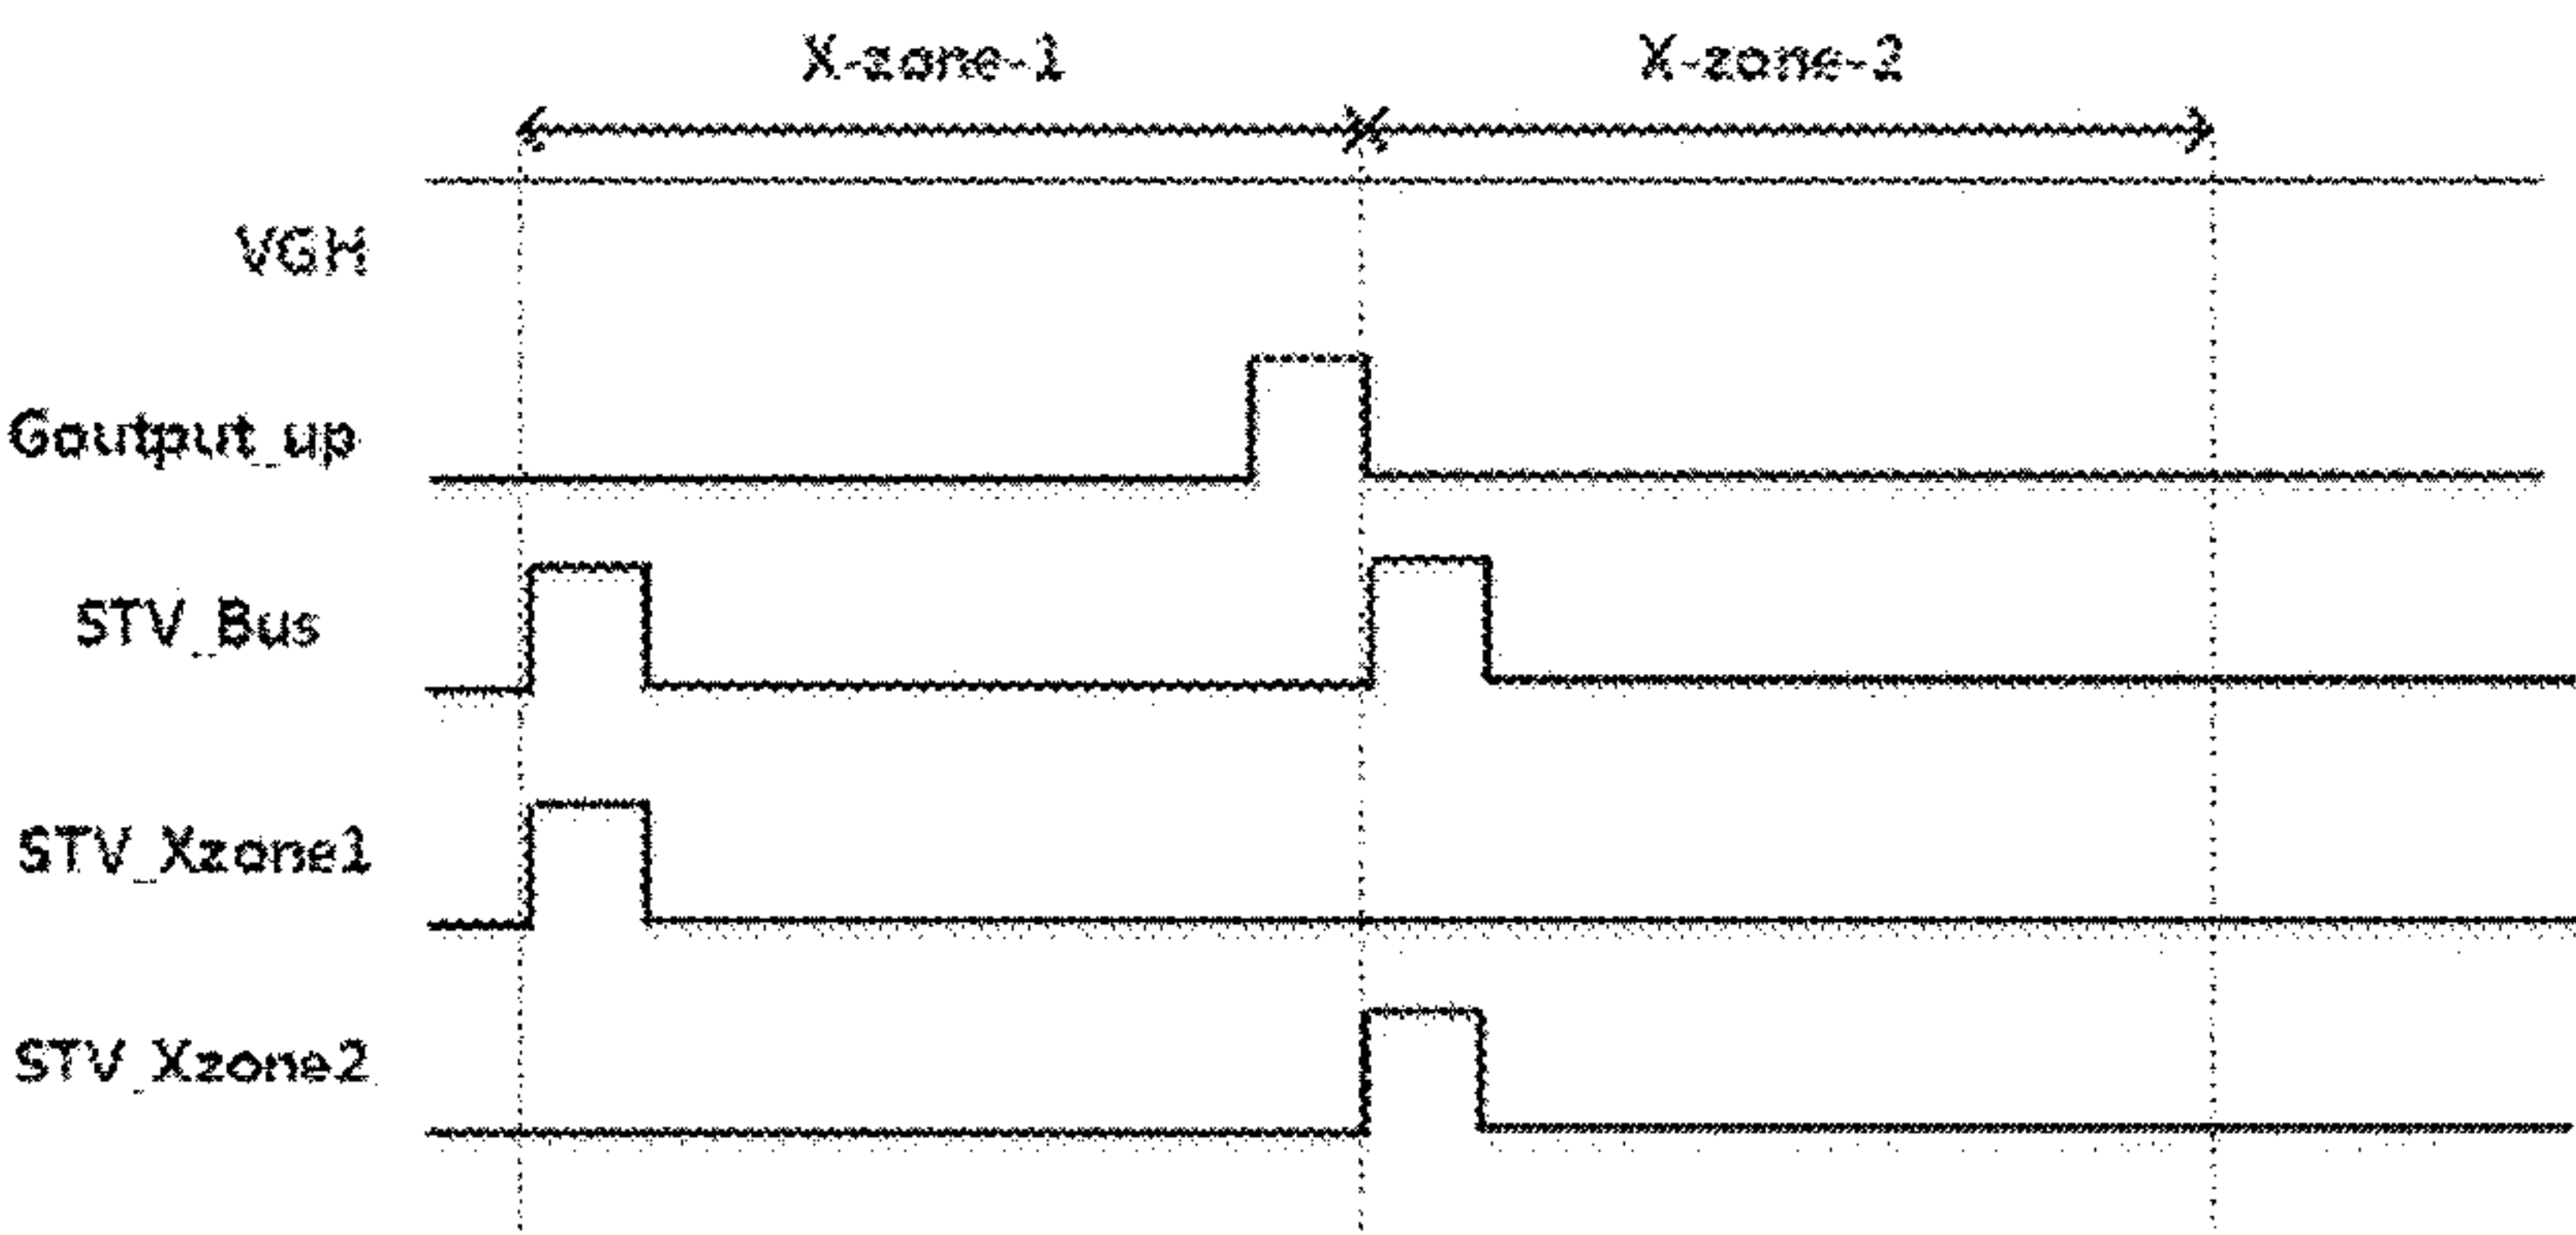 X-zone-1 X-zone-2
VGH
Goutput_up
STV_Bus
STV_Xzone1
STV_Xzone2